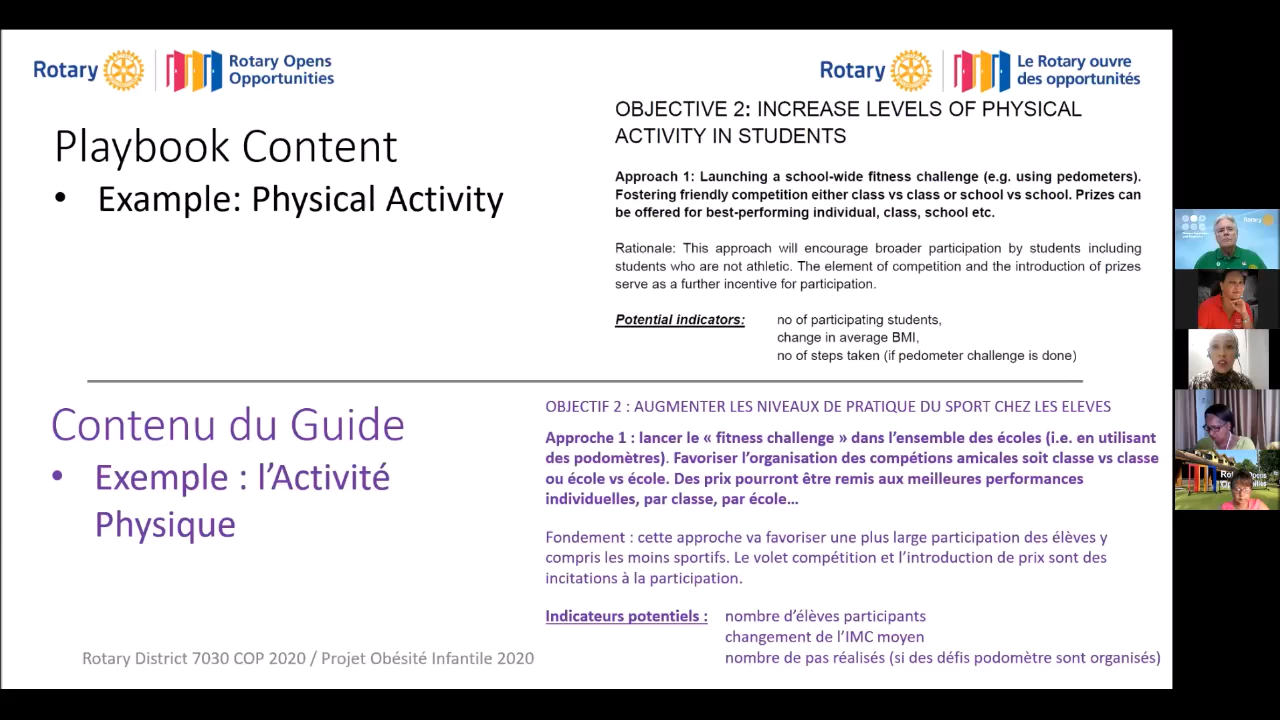 Rotary
Rotary Opens
Opportunities
Rotary
Le Rotary ouvre
des opportunités
Playbook Content
• Example: Physical Activity
OBJECTIVE 2: INCREASE LEVELS OF PHYSICAL
ACTIVITY IN STUDENTS
Approach 1: Launching a school-wide fitness challenge (e.g. using pedometers).
Fostering friendly competition either class vs class or school vs school. Prizes can
be offered for best-performing individual, class, school etc.
Rationale: This approach will encourage broader participation by students including
students who are not athletic. The element of competition and the introduction of prizes
serve as a further incentive for participation.
Potential indicators: no of participating students,
change in average BMI,
no of steps taken (if pedometer challenge is done)
Contenu du Guide
• Exemple : l’Activité
Physique
OBJECTIF 2 : AUGMENTER LES NIVEAUX DE PRATIQUE DU SPORT CHEZ LES ELEVES
Approche 1 : lancer le « fitness challenge » dans l’ensemble des écoles (i.e. en utilisant
des podomètres). Favoriser l’organisation des compétions amicales soit classe vs classe
ou école vs école. Des prix pourront être remis aux meilleures performances
individuelles, par classe, par école…
Fondement : cette approche va favoriser une plus large participation des élèves y
compris les moins sportifs. Le volet compétition et l’introduction de prix sont des
incitations à la participation.
Indicateurs potentiels : nombre d’élèves participants
changement de l’IMC moyen
nombre de pas réalisés (si des défis podomètre sont organisés)
Rotary District 7030 COP 2020 / Projet Obésité Infantile 2020
Rotary